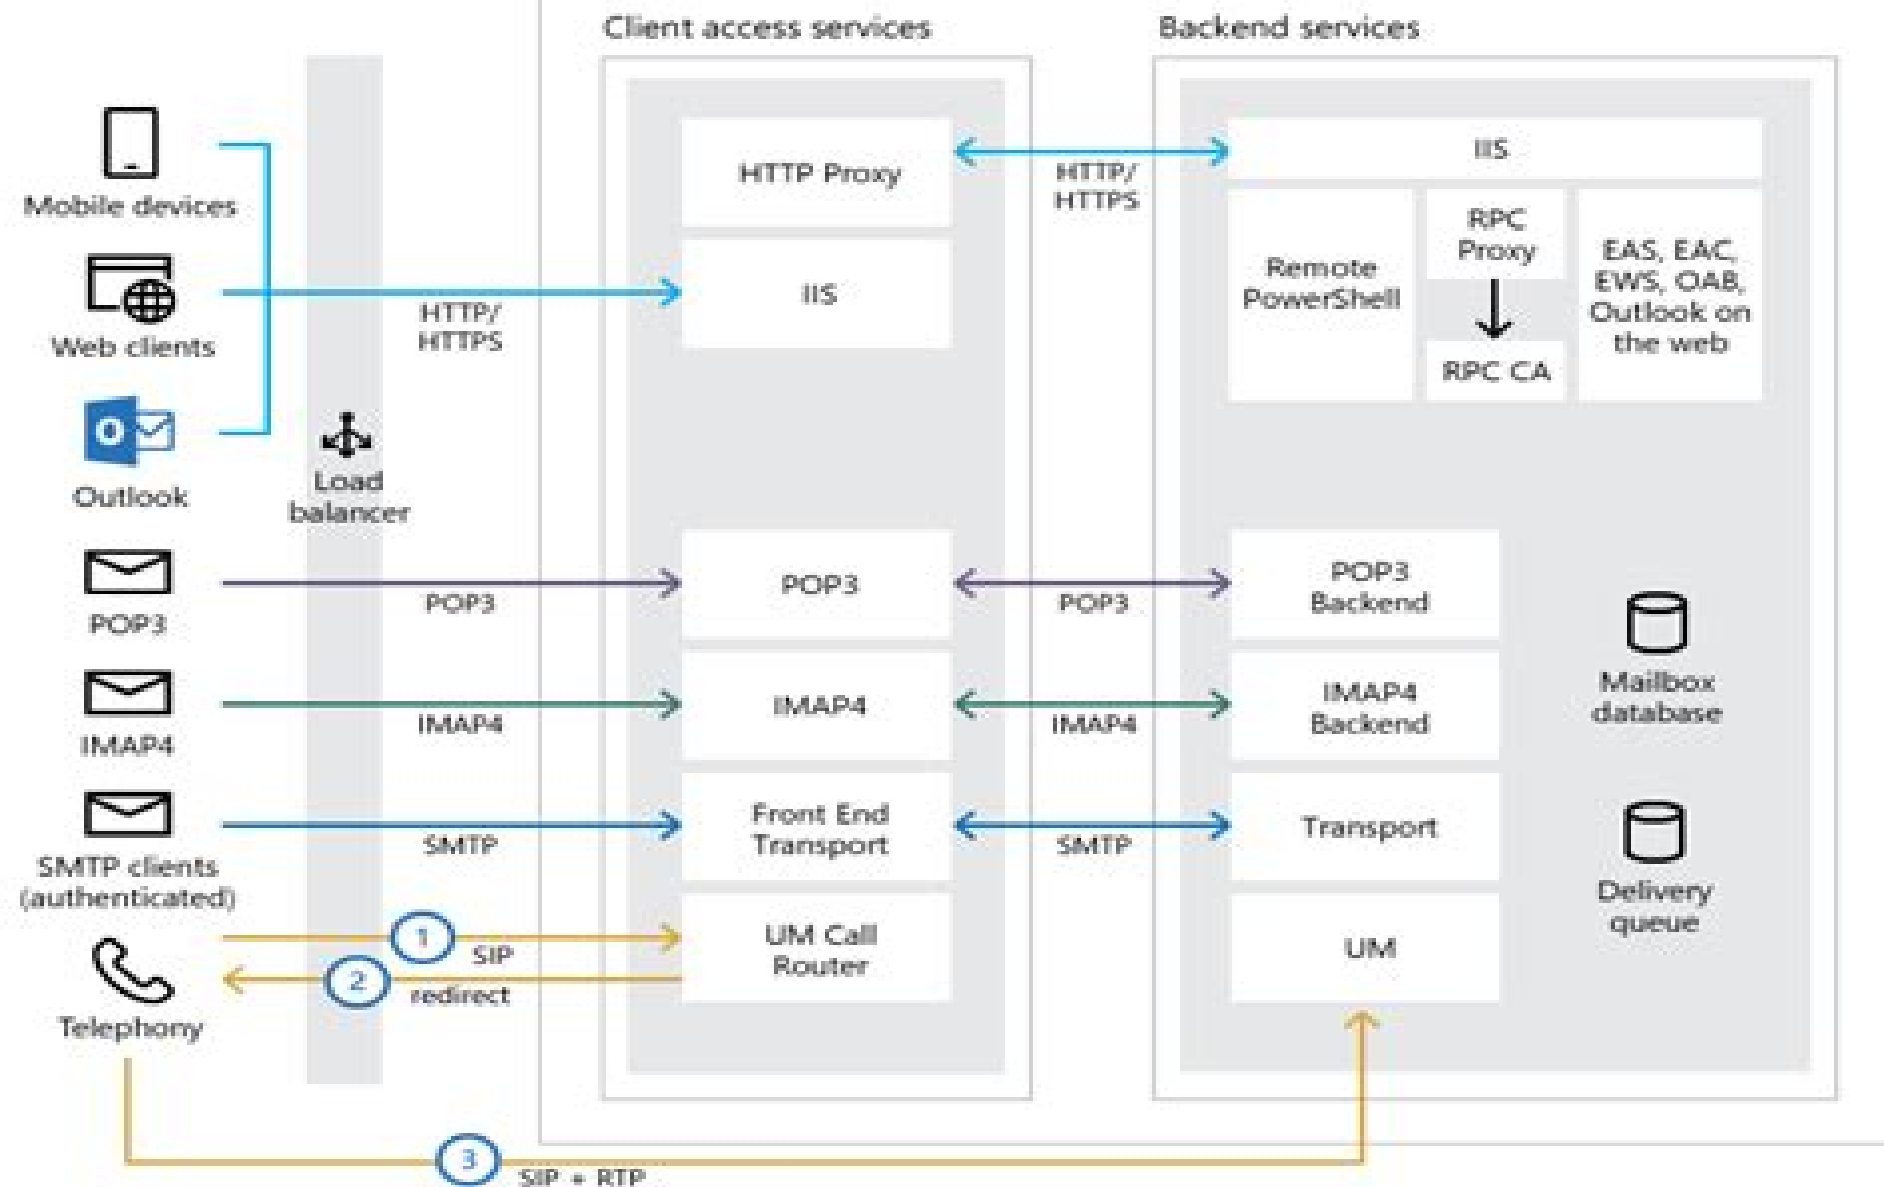 Client access services
Backend services
Mobile devices
Web clients
Outlook
Load
balancer
POP3
IMAP4
SMTP clients
(authenticated)
Telephony
HTTP/
HTTPS
POP3
IMAP4
SMTP
1
SIP
2
redirect
3
SIP + RTP
HTTP Proxy
IIS
POP3
IMAP4
Front End
Transport
UM Call
Router
HTTP/
HTTPS
POP3
IMAP4
SMTP
IIS
Remote
PowerShell
RPC
Proxy
RPC CA
EAS, EAC,
EWS, OAB,
Outlook on
the web
POP3
Backend
IMAP4
Backend
Transport
UM
Mailbox
database
Delivery
queue